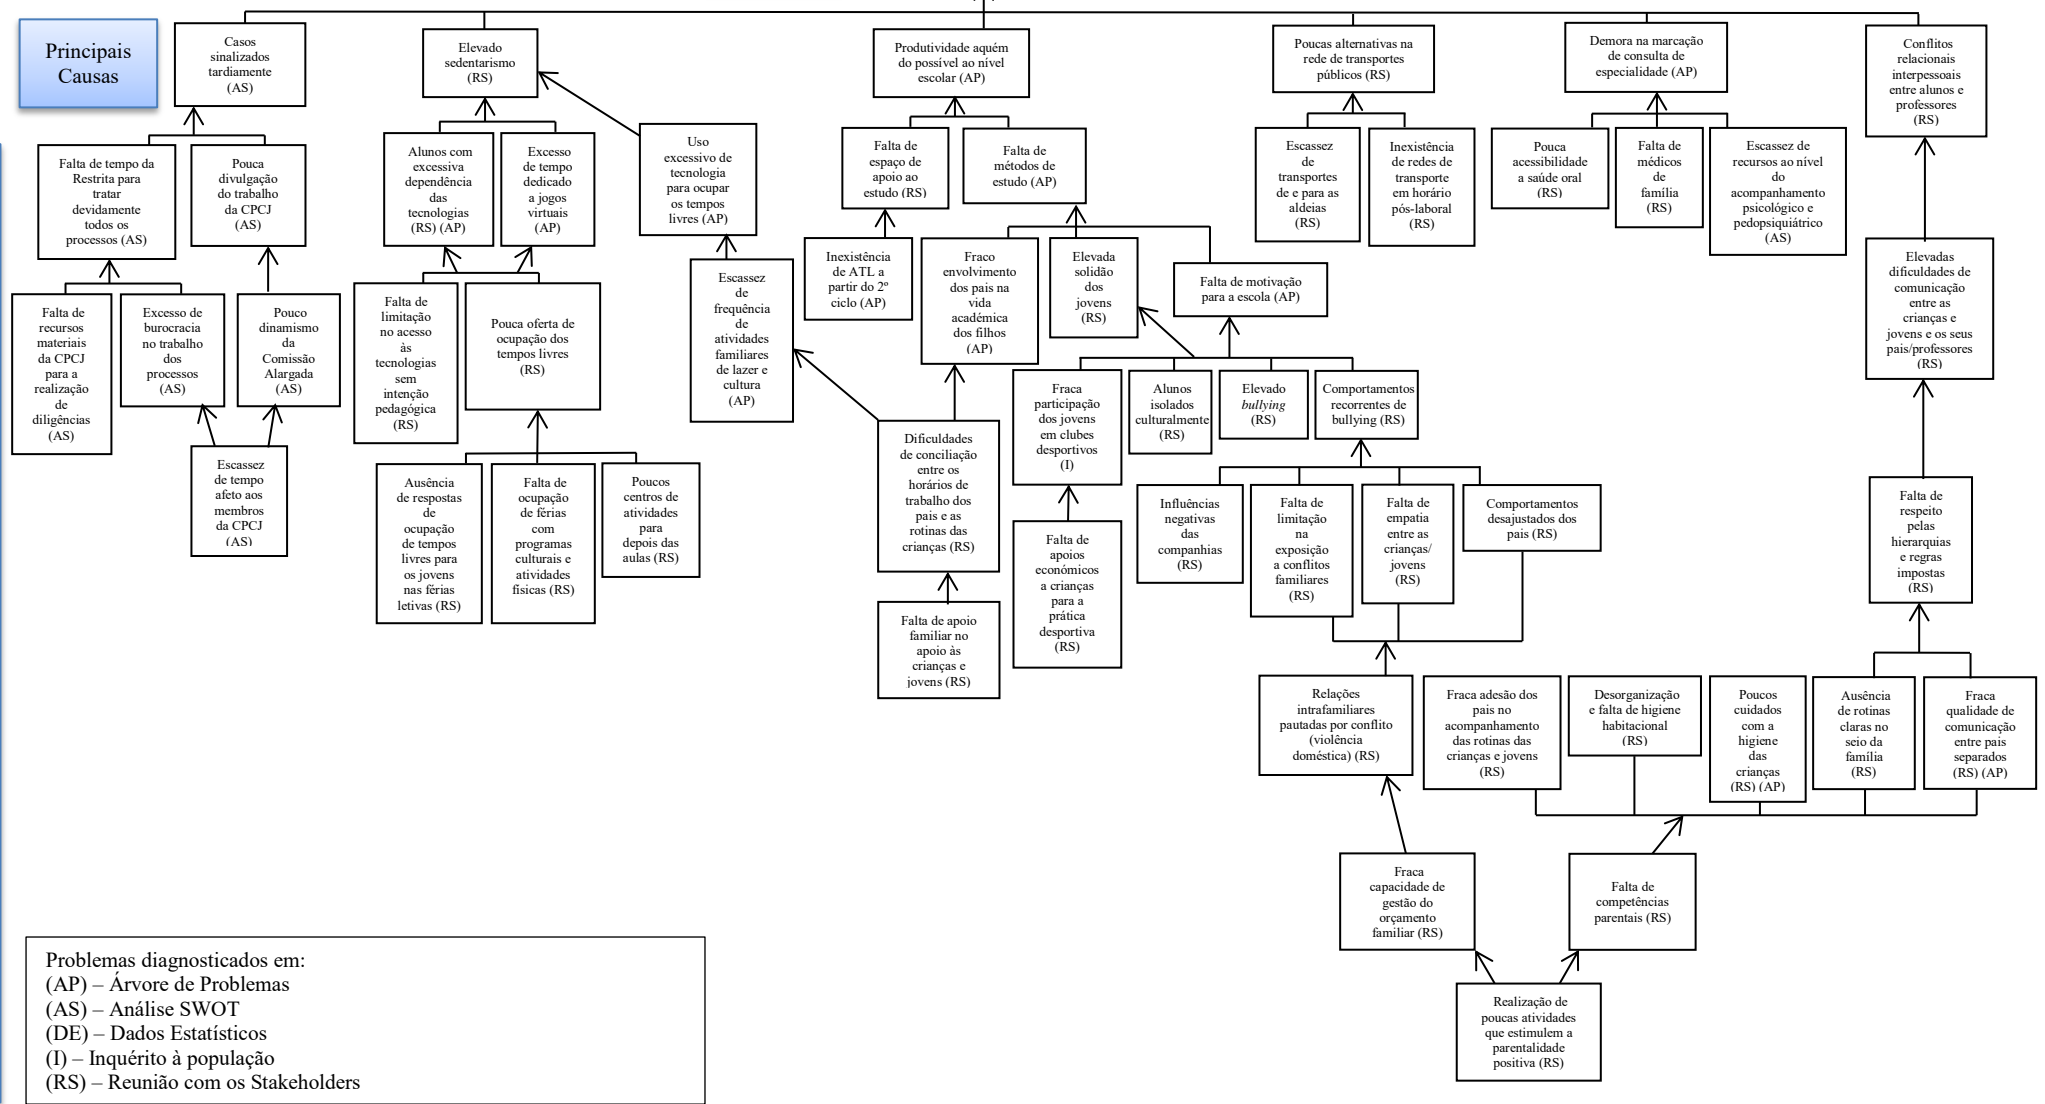 Principais
Causas
Casos
sinalizados
tardiamente
(AS)
Elevado
sedentarismo
(RS)
Produtividade aquém
do possível ao nível
escolar (AP)
Poucas alternativas na
rede de transportes
públicos (RS)
Demora na marcação
de consulta de
especialidade (AP)
Conflitos
relacionais
interpessoais
entre alunos e
professores
(RS)
Falta de tempo da
Restrita para
tratar
devidamente
todos os
processos (AS)
Pouca
divulgação
do trabalho
da CPCJ
(AS)
Alunos com
excessiva
dependência
das
tecnologias
(RS) (AP)
Excesso
de tempo
dedicado
a jogos
virtuais
(AP)
Uso
excessivo de
tecnologia
para ocupar
os tempos
livres (AP)
Falta de
espaço de
apoio ao
estudo (RS)
Falta de
métodos de
estudo (AP)
Escassez
de
transportes
de e para as
aldeias
(RS)
Inexistência
de redes de
transporte
em horário
pós-laboral
(RS)
Pouca
acessibilidade
a saúde oral
(RS)
Falta de
médicos
de
família
(RS)
Escassez de
recursos ao nível
do
acompanhamento
psicológico e
pedopsiquiátrico
(AS)
Falta de
recursos
materiais
da CPCJ
para a
realização
de
diligências
(AS)
Excesso de
burocracia
no trabalho
dos
processos
(AS)
Pouco
dinamismo
da
Comissão
Alargada
(AS)
Falta de
limitação
no acesso
às
tecnologias
sem
intenção
pedagógica
(RS)
Pouca oferta de
ocupação dos
tempos livres
(RS)
Escassez
de
frequência
de
atividades
familiares
de lazer e
cultura
(AP)
Inexistência
de ATL a
partir do 2º
ciclo (AP)
Fraco
envolvimento
dos pais na
vida
académica
dos filhos
(AP)
Elevada
solidão
dos
jovens
(RS)
Falta de motivação
para a escola (AP)
Elevadas
dificuldades de
comunicação
entre as
crianças e
jovens e os seus
pais/professores
(RS)
Escassez
de tempo
afeto aos
membros
da CPCJ
(AS)
Ausência
de respostas
de
ocupação
de tempos
livres para
os jovens
nas férias
letivas (RS)
Falta de
ocupação
de férias
com
programas
culturais e
atividades
físicas (RS)
Poucos
centros de
atividades
para
depois das
aulas (RS)
Dificuldades
de conciliação
entre os
horários de
trabalho dos
pais e as
rotinas das
crianças (RS)
Fraca
participação
dos jovens
em clubes
desportivos
(I)
Alunos
isolados
culturalmente
(RS)
Elevado
bullying
(RS)
Comportamentos
recorrentes de
bullying (RS)
Influências
negativas
das
companhias
(RS)
Falta de
limitação
na
exposição
a conflitos
familiares
(RS)
Falta de
empatia
entre as
crianças/
jovens
(RS)
Comportamentos
desajustados dos
pais (RS)
Falta de
respeito
pelas
hierarquias
e regras
impostas
(RS)
Falta de apoio
familiar no
apoio às
crianças e
jovens (RS)
Falta de
apoios
económicos
a crianças
para a
prática
desportiva
(RS)
Relações
intrafamiliares
pautadas por conflito
(violência
doméstica) (RS)
Fraca adesão dos
pais no
acompanhamento
das rotinas das
crianças e jovens
(RS)
Desorganização
e falta de higiene
habitacional
(RS)
Poucos
cuidados
com a
higiene
das
crianças
(RS) (AP)
Ausência
de rotinas
claras no
seio da
família
(RS)
Fraca
qualidade de
comunicação
entre pais
separados
(RS) (AP)
Fraca
capacidade de
gestão do
orçamento
familiar (RS)
Falta de
competências
parentais (RS)
Realização de
poucas atividades
que estimulem a
parentalidade
positiva (RS)
Problemas diagnosticados em:
(AP) – Árvore de Problemas
(AS) – Análise SWOT
(DE) – Dados Estatísticos
(I) – Inquérito à população
(RS) – Reunião com os Stakeholders